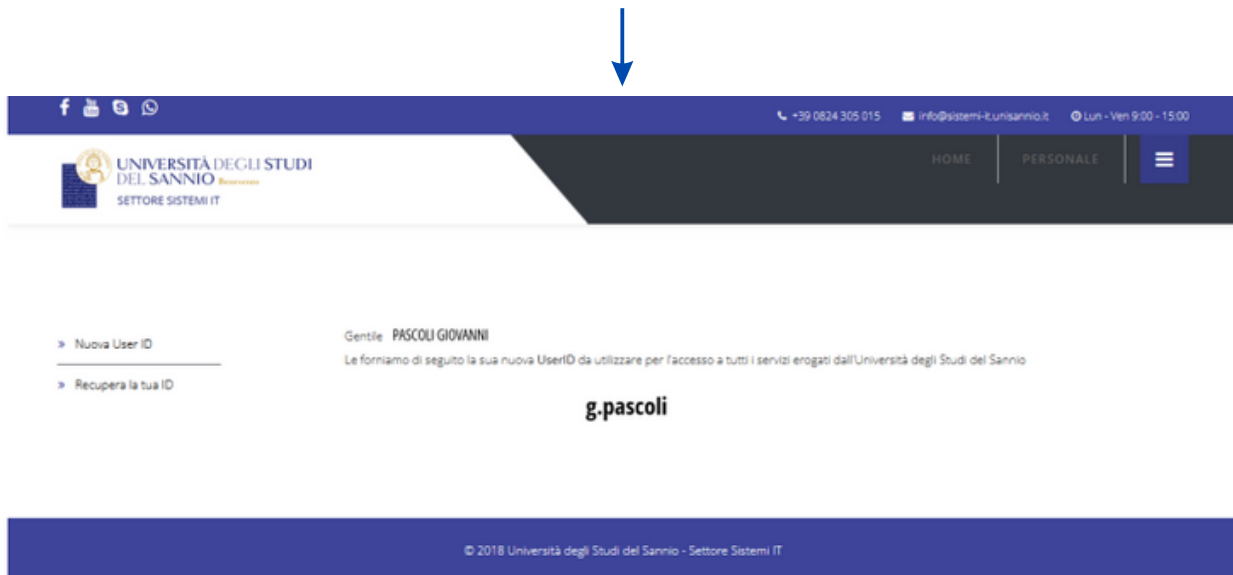 +39 0824 305 015 info@sistemi-it.unisannio.it Lun - Ven 9:00 - 15:00
HOME PERSONALE
UNIVERSITÀ DEGLI STUDI
DEL SANNIO Benevento
SETTORE SISTEMI IT
» Nuova User ID
» Recupera la tua ID
Gentile PASCOLI GIOVANNI
Le forniamo di seguito la sua nuova UserID da utilizzare per l'accesso a tutti i servizi erogati dall'Università degli Studi del Sannio
g.pascoli
© 2018 Università degli Studi del Sannio - Settore Sistemi IT